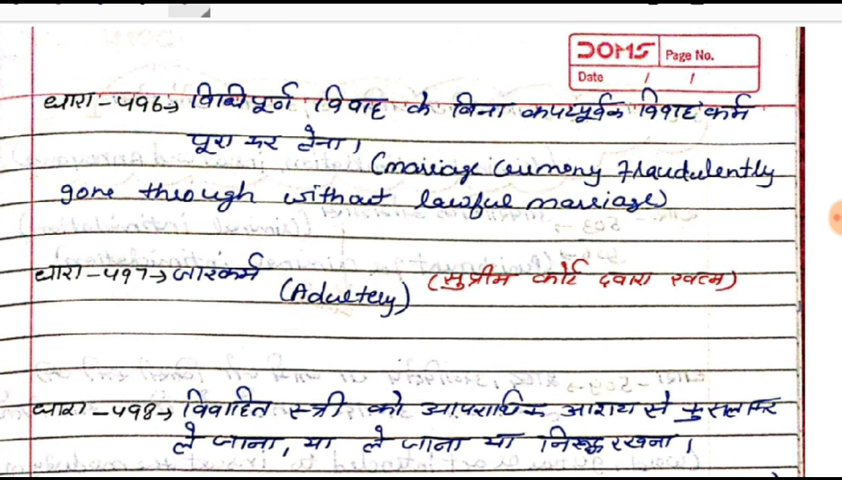 DOMS Page No.
Date / /
धारा-496→ विधिपूर्ण विवाह के बिना कपटपूर्वक विवाह कर्म
पूरा कर लेना।
(marriage ceremony fraudulently
gone through without lawful marriage)
धारा-497→ जारकर्म
(Adultery) (सुप्रीम कोर्ट द्वारा खत्म)
धारा-498→ विवाहित स्त्री को आपराधिक आशय से फुसलाकर
ले जाना, या ले जाना या निरूद्ध रखना।